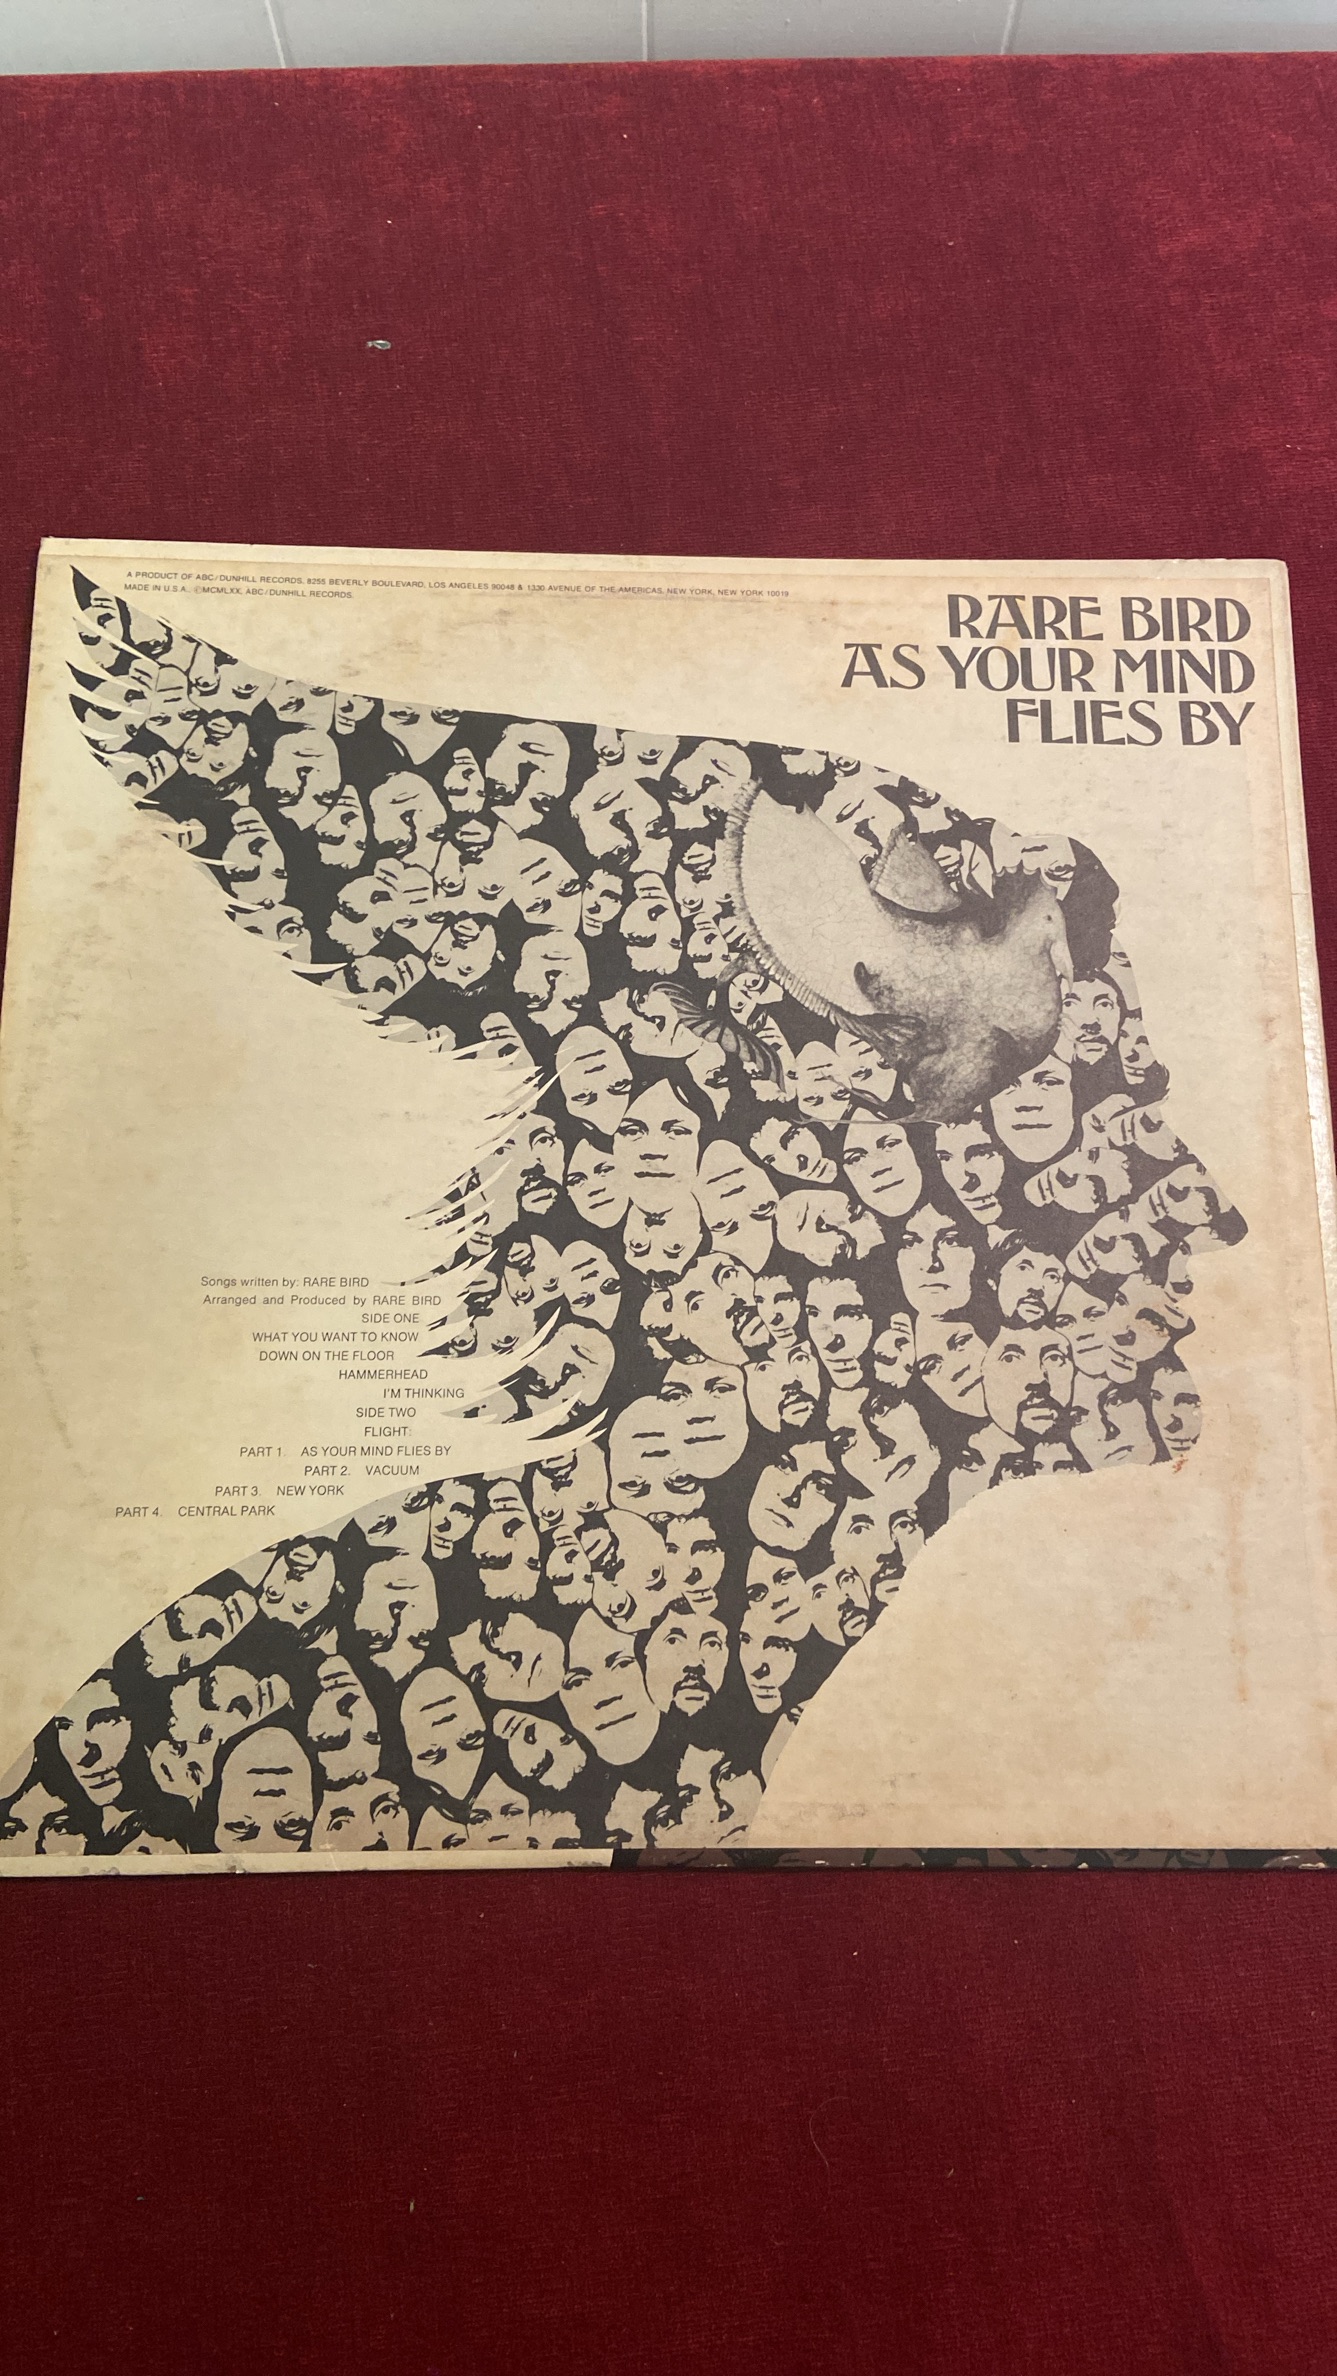 A PRODUCT OF ABC/DUNHILL RECORDS, 8255 BEVERLY BOULEVARD, LOS ANGELES 90048 & 1330 AVENUE OF THE AMERICAS, NEW YORK, NEW YORK 10019
MADE IN U.S.A. ©MCMLXX, ABC/DUNHILL RECORDS.
RARE BIRD
AS YOUR MIND
FLIES BY
Songs written by: RARE BIRD
Arranged and Produced by RARE BIRD
SIDE ONE
WHAT YOU WANT TO KNOW
DOWN ON THE FLOOR
HAMMERHEAD
I'M THINKING
SIDE TWO
FLIGHT:
PART 1. AS YOUR MIND FLIES BY
PART 2. VACUUM
PART 3. NEW YORK
PART 4. CENTRAL PARK